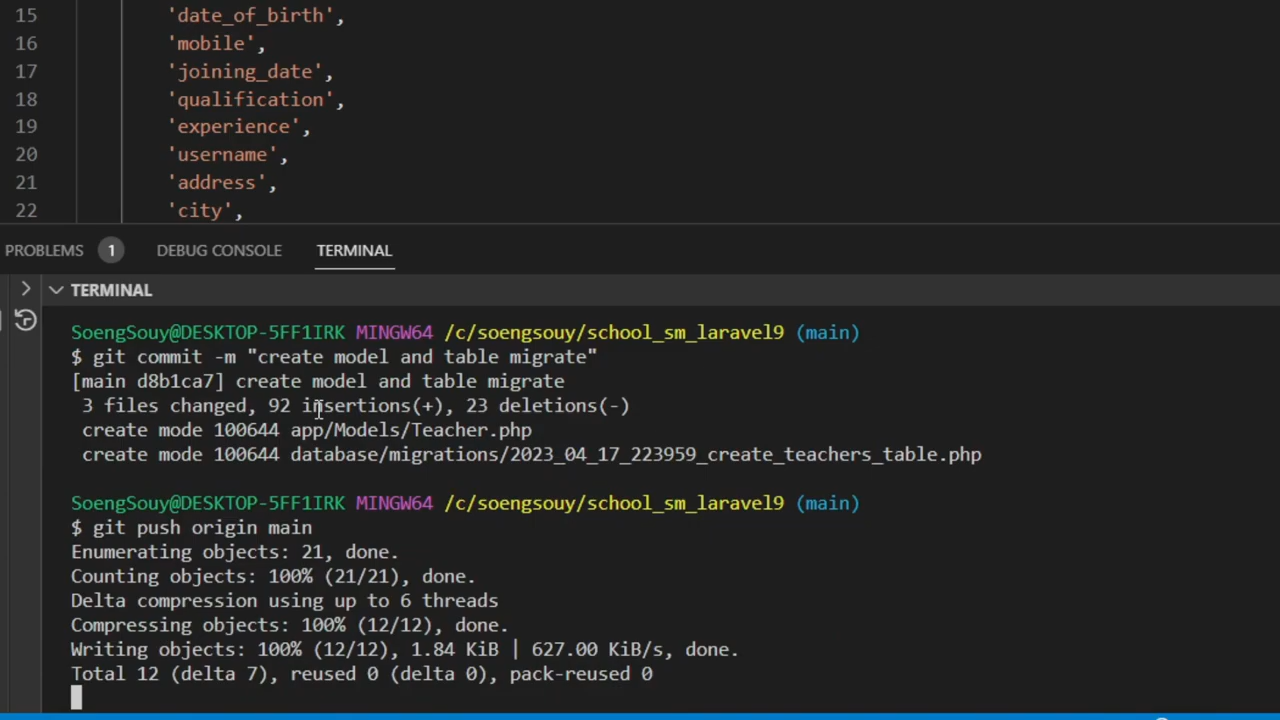 15 'date_of_birth',
16 'mobile',
17 'joining_date',
18 'qualification',
19 'experience',
20 'username',
21 'address',
22 'city',
PROBLEMS 1 DEBUG CONSOLE TERMINAL
TERMINAL
SoengSouy@DESKTOP-5FF1IRK MINGW64 /c/soengsouy/school_sm_laravel9 (main)
$ git commit -m "create model and table migrate"
[main d8b1ca7] create model and table migrate
3 files changed, 92 insertions(+), 23 deletions(-)
create mode 100644 app/Models/Teacher.php
create mode 100644 database/migrations/2023_04_17_223959_create_teachers_table.php
SoengSouy@DESKTOP-5FF1IRK MINGW64 /c/soengsouy/school_sm_laravel9 (main)
$ git push origin main
Enumerating objects: 21, done.
Counting objects: 100% (21/21), done.
Delta compression using up to 6 threads
Compressing objects: 100% (12/12), done.
Writing objects: 100% (12/12), 1.84 KiB | 627.00 KiB/s, done.
Total 12 (delta 7), reused 0 (delta 0), pack-reused 0